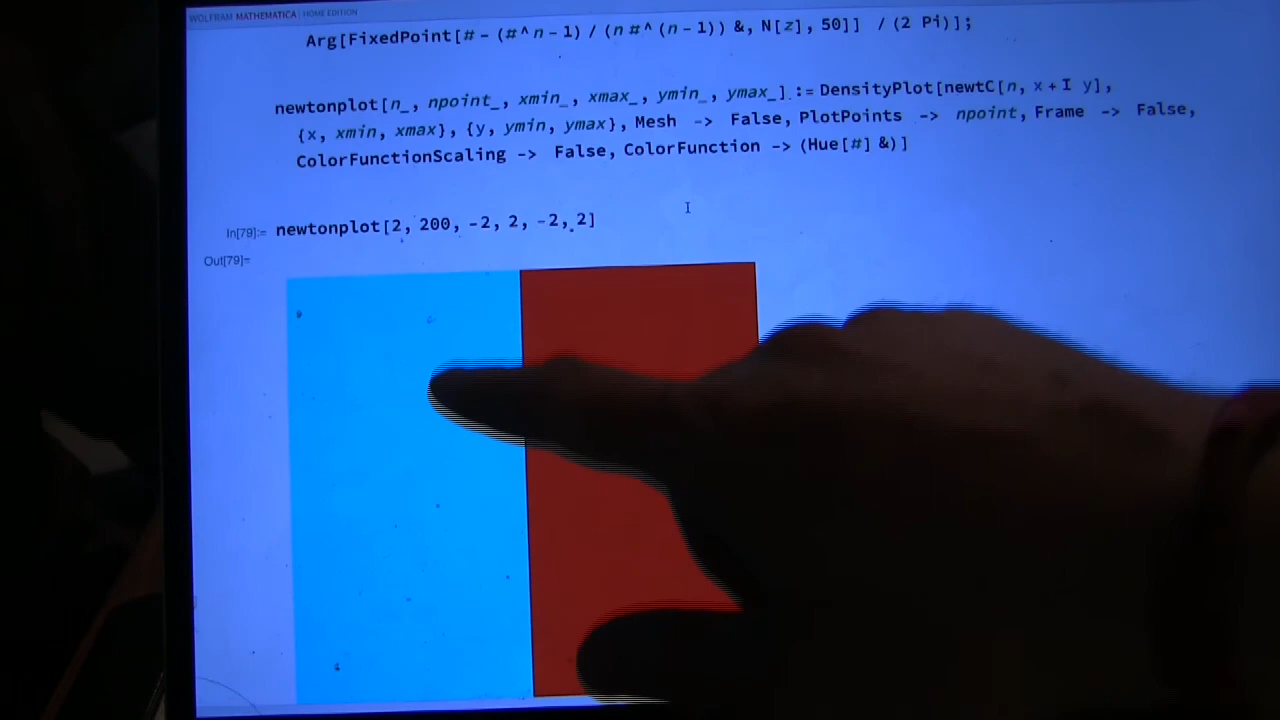 WOLFRAM MATHEMATICA | HOME EDITION
Arg[FixedPoint[# - (#^n - 1) / (n #^(n - 1)) &, N[z], 50]] / (2 Pi)];
newtonplot[n_, npoint_, xmin_, xmax_, ymin_, ymax_] := DensityPlot[newtC[n, x + I y],
{x, xmin, xmax}, {y, ymin, ymax}, Mesh -> False, PlotPoints -> npoint, Frame -> False,
ColorFunctionScaling -> False, ColorFunction -> (Hue[#] &)]
In[79]:= newtonplot[2, 200, -2, 2, -2, 2]
Out[79]=